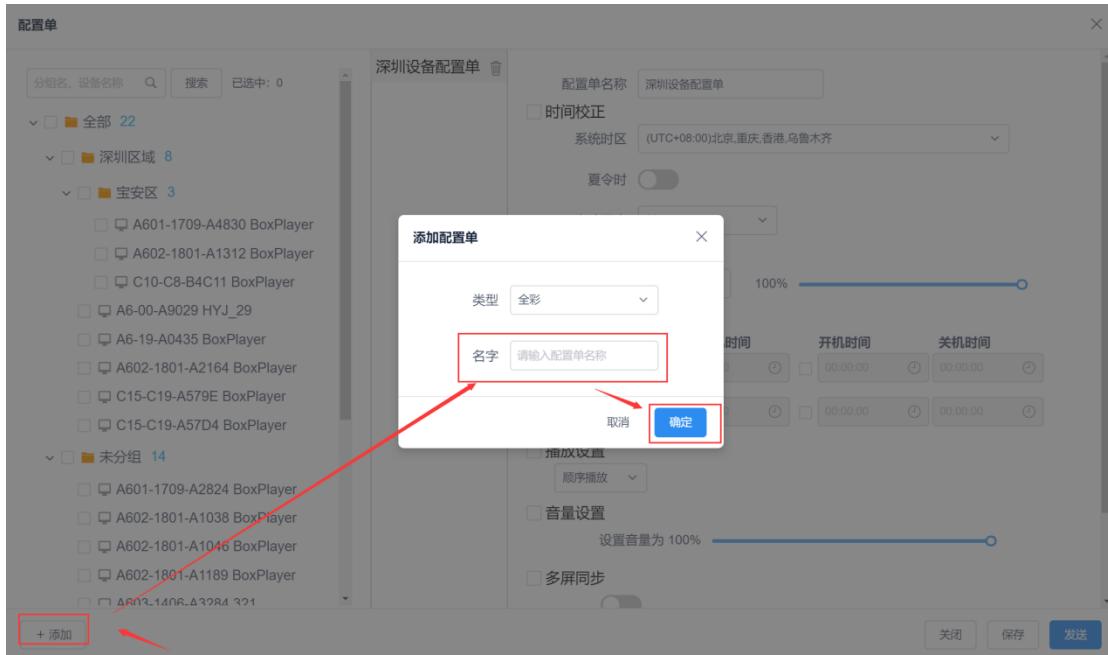 配置单
分组名，设备名称 搜索 已选中：0
全部 22
深圳区域 8
宝安区 3
A601-1709-A4830 BoxPlayer
A602-1801-A1312 BoxPlayer
C10-C8-B4C11 BoxPlayer
A6-00-A9029 HYJ_29
A6-19-A0435 BoxPlayer
A602-1801-A2164 BoxPlayer
C15-C19-A579E BoxPlayer
C15-C19-A57D4 BoxPlayer
未分组 14
A601-1709-A2824 BoxPlayer
A602-1801-A1038 BoxPlayer
A602-1801-A1046 BoxPlayer
A602-1801-A1189 BoxPlayer
A603-1406-A3284 321
+ 添加
深圳设备配置单
配置单名称 深圳设备配置单
时间校正
系统时区 (UTC+08:00)北京,重庆,香港,乌鲁木齐
夏令时
100%
时间 开机时间 关机时间
00:00:00 00:00:00
00:00:00 00:00:00
播放设置
顺序播放
音量设置
设置音量为 100%
多屏同步
关闭 保存 发送
添加配置单
类型 全彩
名字 请输入配置单名称
取消 确定